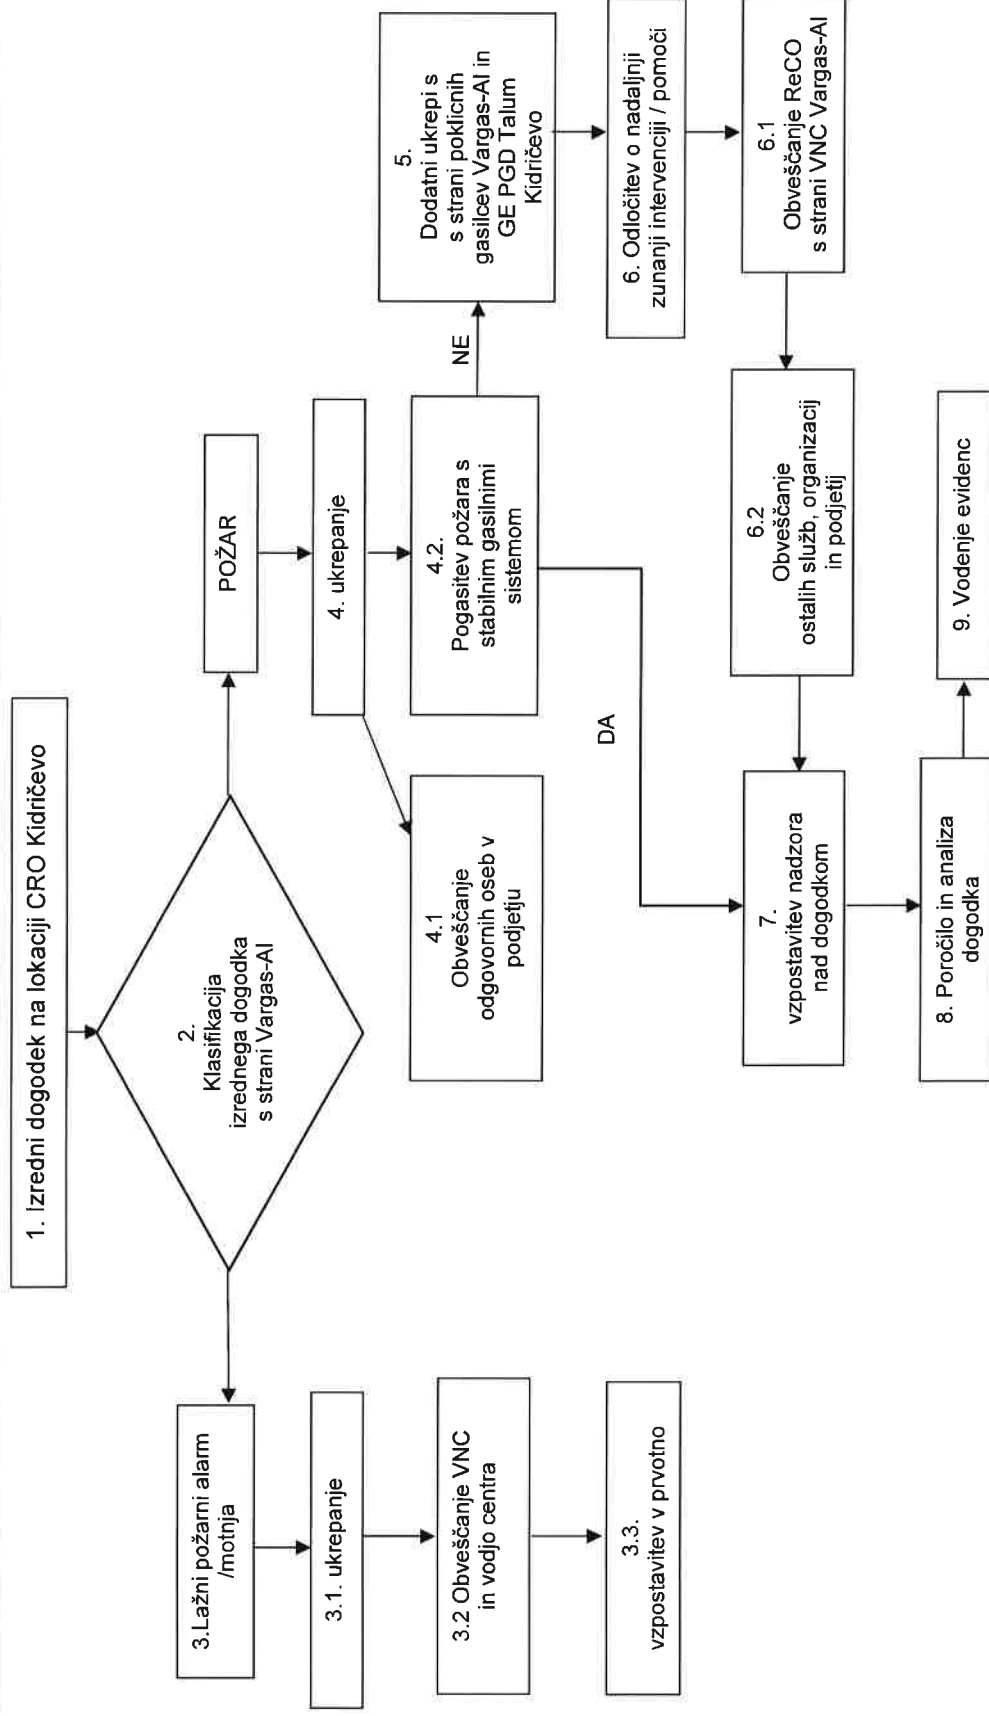 1. Izredni dogodek na lokaciji CRO Kidričevo
2.
Klasifikacija
izrednega dogodka
s strani Vargas-Al
3.Lažni požarni alarm
/motnja
3.1. ukrepanje
3.2 Obveščanje VNC
in vodjo centra
3.3.
vzpostavitev v prvotno
POŽAR
4. ukrepanje
4.1
Obveščanje
odgovornih oseb v
podjetju
4.2.
Pogasitev požara s
stabilnim gasilnimi
sistemom
NE
DA
5.
Dodatni ukrepi s
s strani poklicnih
gasilcev Vargas-Al in
GE PGD Talum
Kidričevo
6. Odločitev o nadaljnji
zunanji intervenciji / pomoči
6.1
Obveščanje ReCO
s strani VNC Vargas-Al
6.2
Obveščanje
ostalih služb, organizacij
in podjetij
7.
vzpostavitev nadzora
nad dogodkom
8. Poročilo in analiza
dogodka
9. Vodenje evidenc